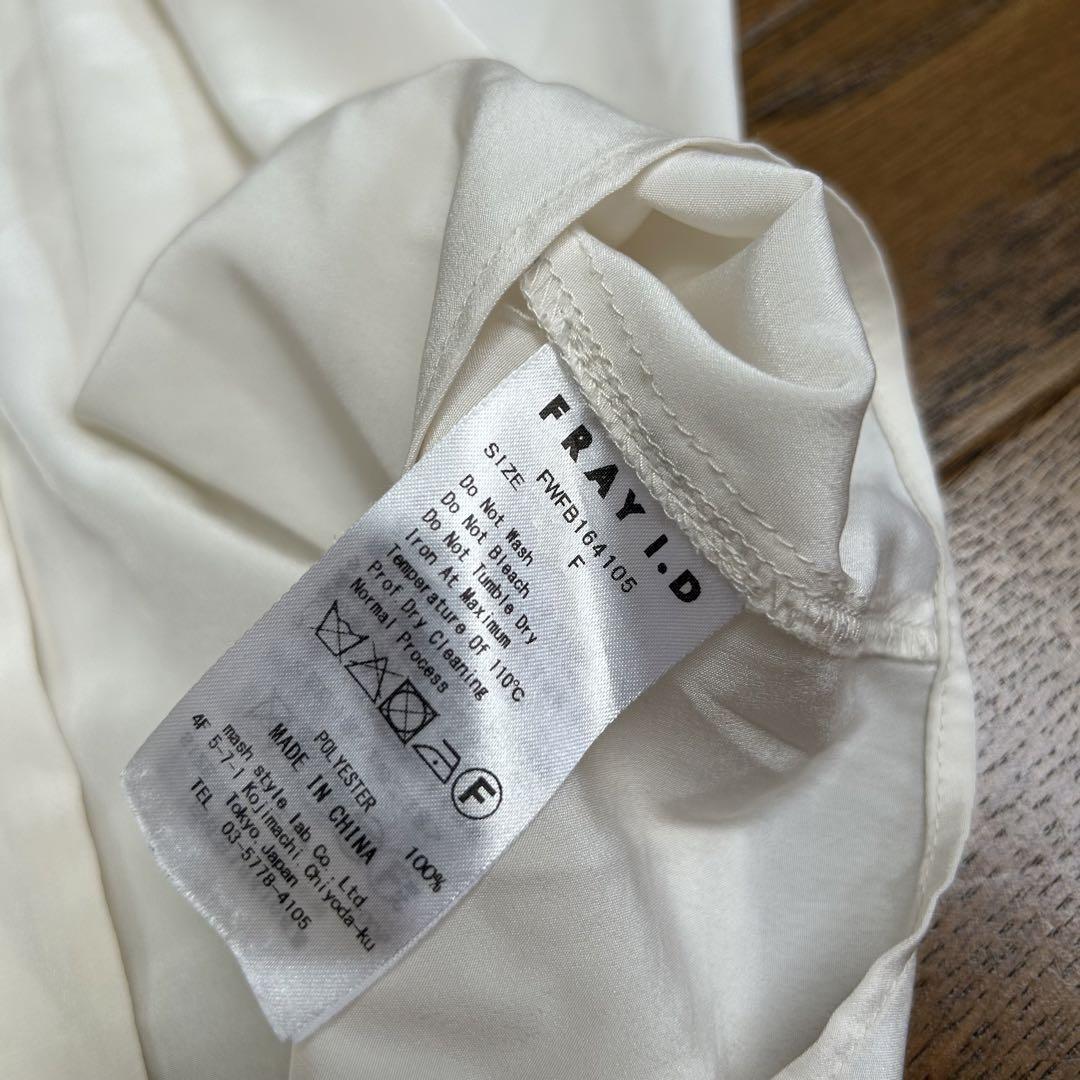 FRAY I.D
FWFB164105
SIZE F
Do Not Wash
Do Not Bleach
Do Not Tumble Dry
Iron At Maximum
Temperature Of 110℃
Prof Dry Cleaning
Normal Process
F
POLYESTER 100%
MADE IN CHINA
mash style lab Co.,Ltd.
4F 5-7-1 Kojimachi Chiyoda-ku
Tokyo Japan
TEL 03-5778-4105